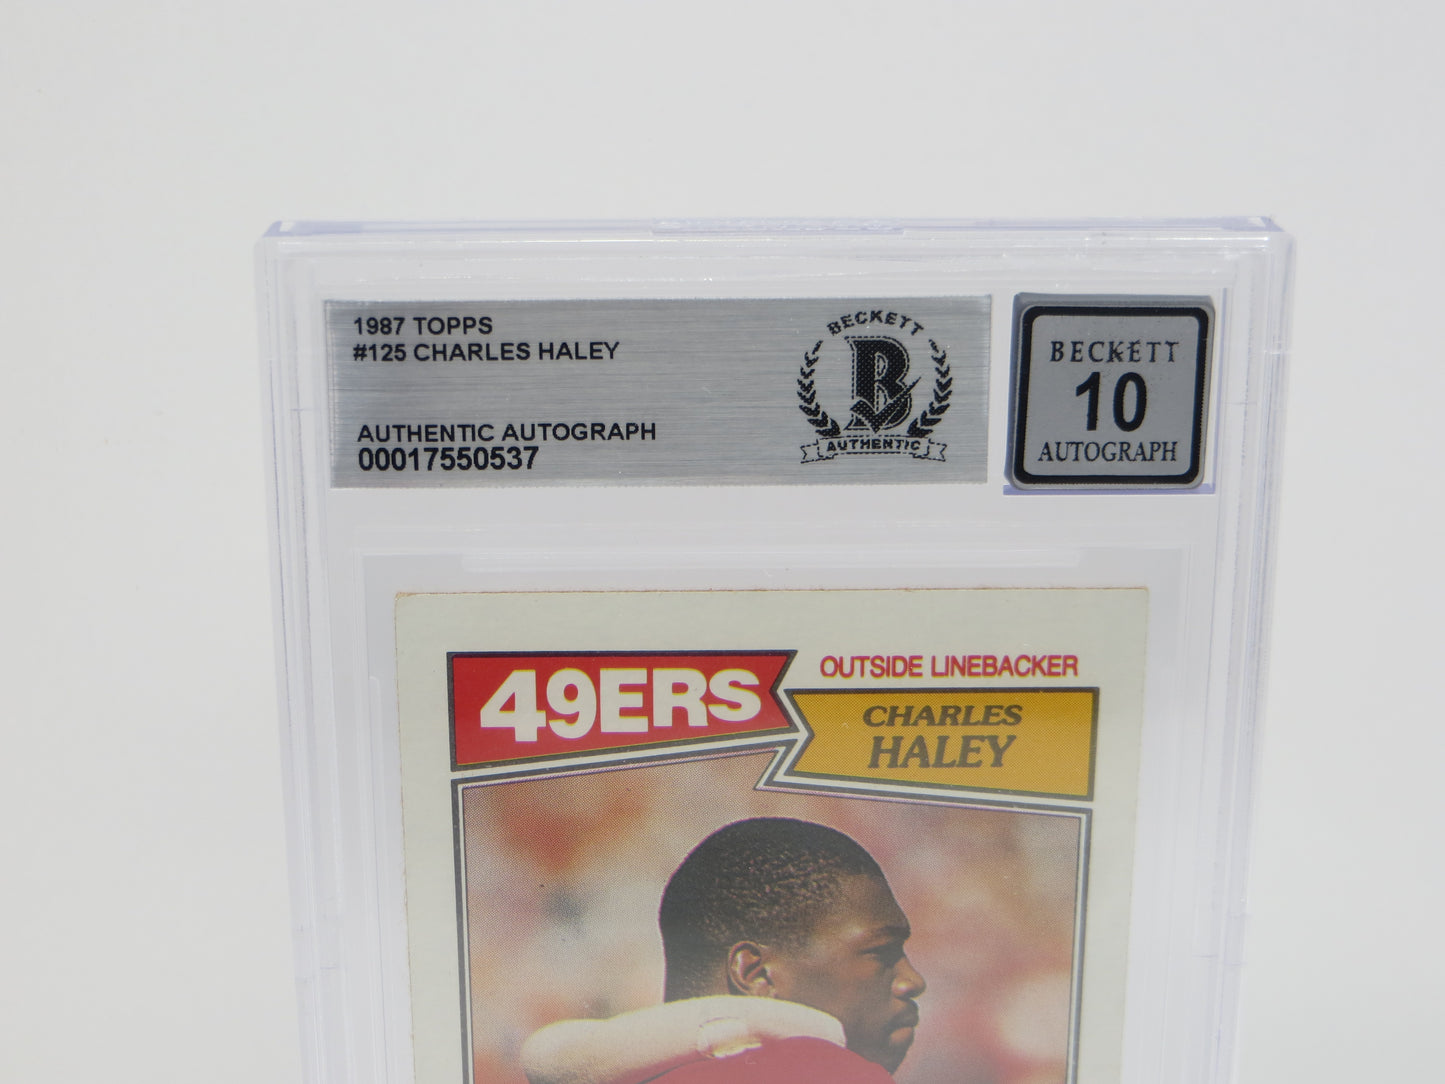 1987 TOPPS
#125 CHARLES HALEY
AUTHENTIC AUTOGRAPH
00017550537
BECKETT
B
AUTHENTIC
BECKETT
10
AUTOGRAPH
49ERS
OUTSIDE LINEBACKER
CHARLES
HALEY